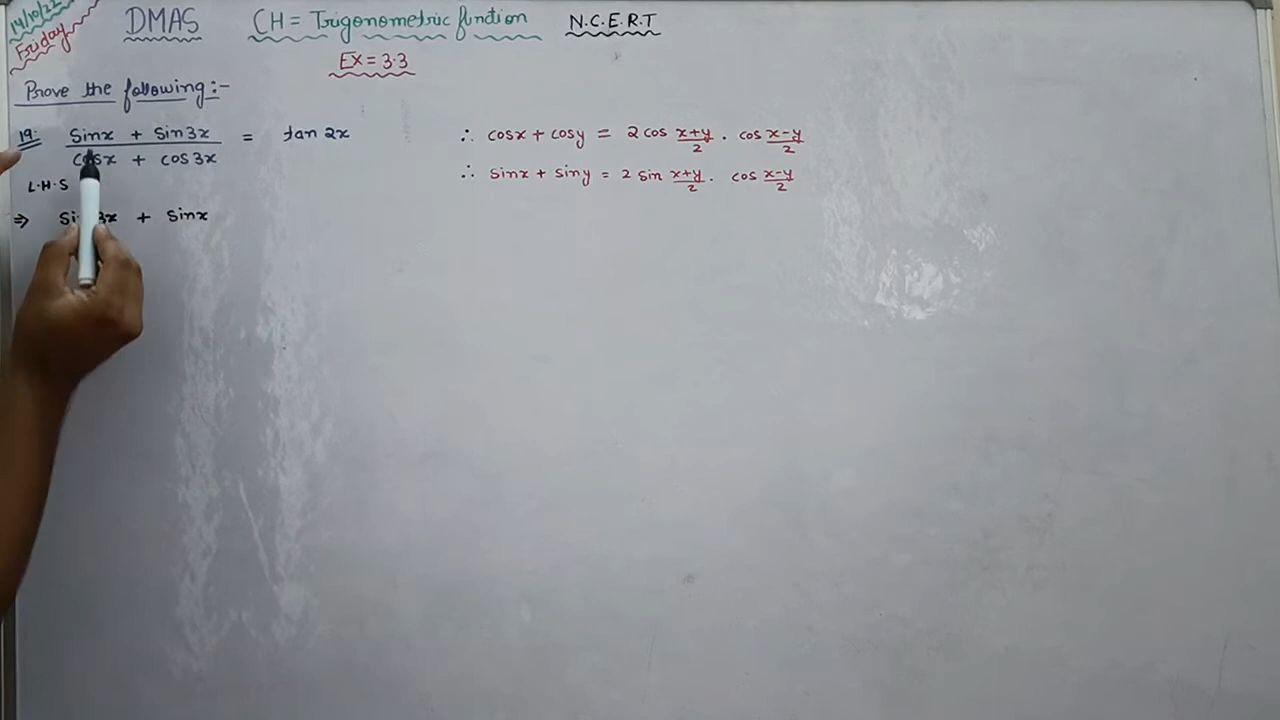 14/10/22
Friday
DMAS CH = Trigonometric function N.C.E.R.T
EX = 3.3
Prove the following :-
19. Sinx + Sin3x / cosx + cos3x = tan 2x
∴ cosx + cosy = 2 cos x+y/2 . cos x-y/2
∴ sinx + siny = 2 sin x+y/2 . cos x-y/2
L.H.S
⇒ Sin3x + Sinx